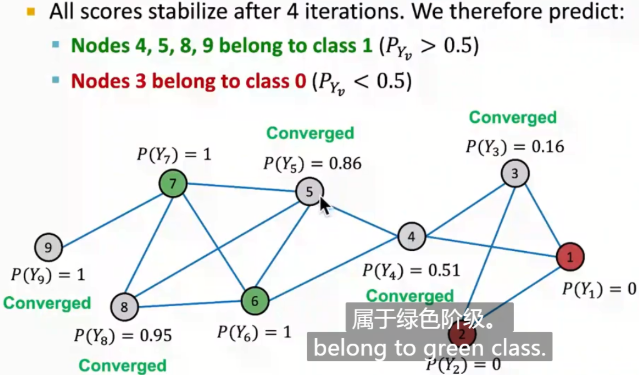 All scores stabilize after 4 iterations. We therefore predict:
Nodes 4, 5, 8, 9 belong to class 1 (P_{Y_v} > 0.5)
Nodes 3 belong to class 0 (P_{Y_v} < 0.5)
Converged
P(Y_3) = 0.16
3
Converged
P(Y_7) = 1
P(Y_5) = 0.86
7
5
4
P(Y_4) = 0.51
1
P(Y_1) = 0
9
P(Y_9) = 1
Converged
8
P(Y_8) = 0.95
Converged
6
P(Y_6) = 1
Converged
2
P(Y_2) = 0
属于绿色阶级。
belong to green class.